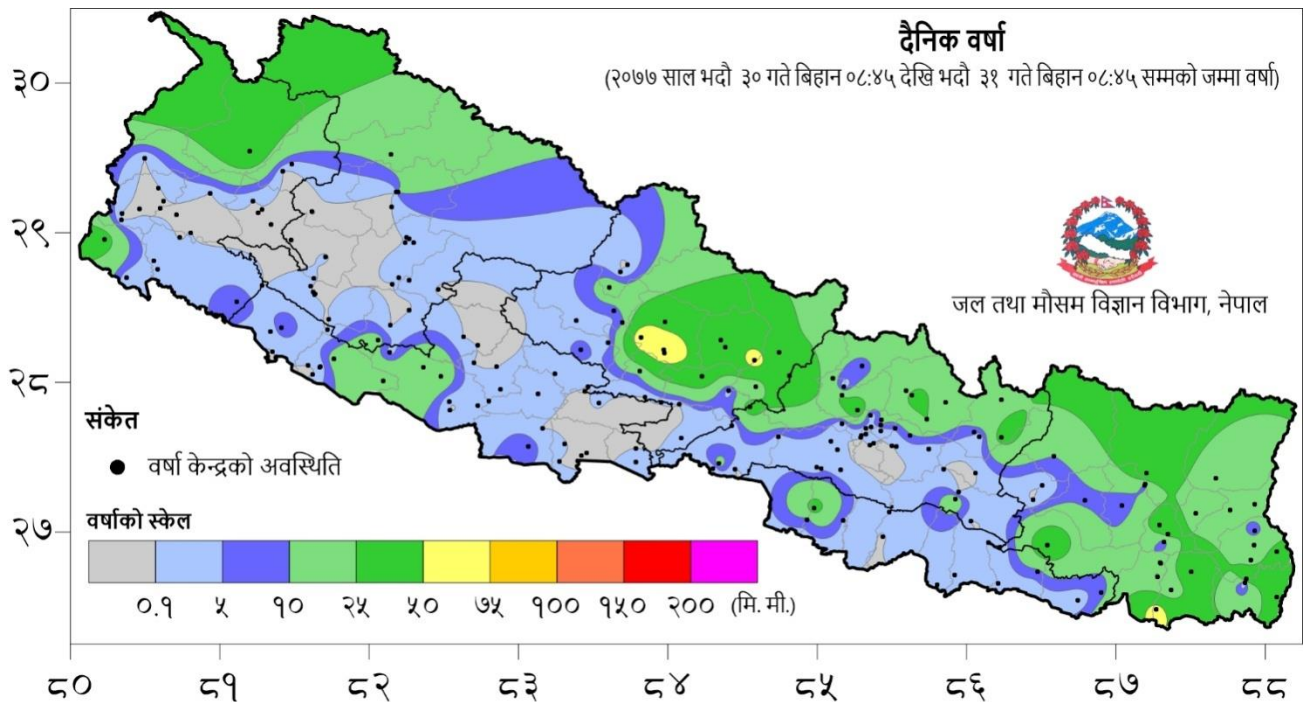 दैनिक वर्षा
(२०७७ साल भदौ ३० गते बिहान ०८:४५ देखि भदौ ३१ गते बिहान ०८:४५ सम्मको जम्मा वर्षा)
३०
२९
२८
२७
जल तथा मौसम विज्ञान विभाग, नेपाल
संकेत
वर्षा केन्द्रको अवस्थिति
वर्षाको स्केल
०.१ ५ १० २५ ५० ७५ १०० १५० २०० (मि. मी.)
८० ८१ ८२ ८३ ८४ ८५ ८६ ८७ ८८